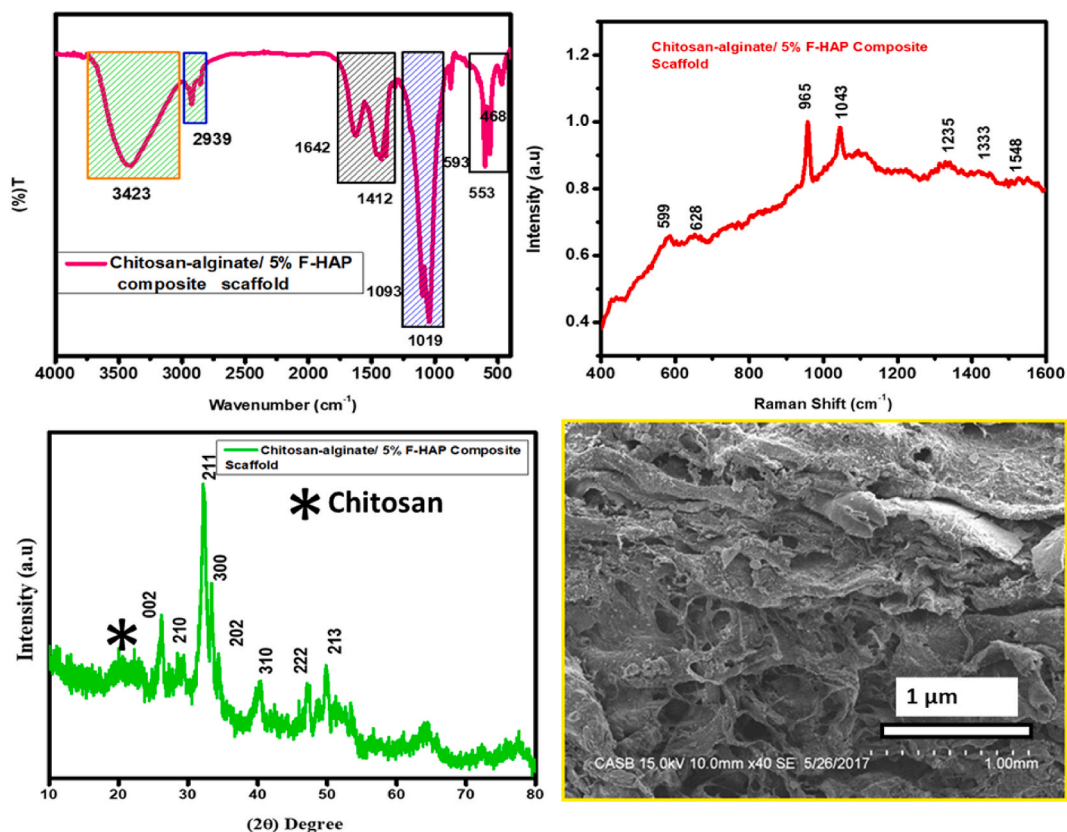 (%)T
3423
2939
1642
1412
1093
1019
593
553
468
Chitosan-alginate/ 5% F-HAP
composite scaffold
4000 3500 3000 2500 2000 1500 1000 500
Wavenumber (cm⁻¹)
Intensity (a.u)
1.2
1.0
0.8
0.6
0.4
Chitosan-alginate/ 5% F-HAP Composite
Scaffold
599
628
965
1043
1235
1333
1548
400 600 800 1000 1200 1400 1600
Raman Shift (cm⁻¹)
Intensity (a.u)
Chitosan-alginate/ 5% F-HAP Composite
Scaffold
* Chitosan
*
002
210
211
300
202
310
222
213
10 20 30 40 50 60 70 80
(2θ) Degree
1 µm
CASB 15.0kV 10.0mm x40 SE 5/26/2017 1.00mm